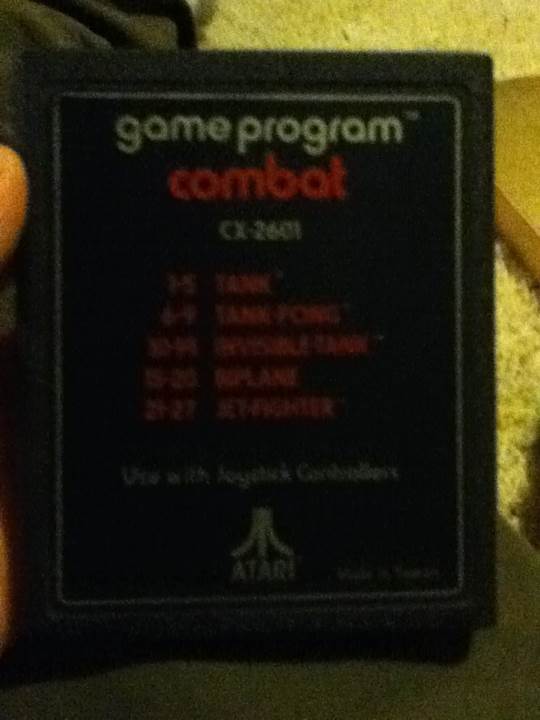 game program™
combat
CX-2601
1-5 TANK™
6-9 TANK-PONG™
10-14 INVISIBLE TANK™
15-20 BIPLANE
21-27 JET-FIGHTER™
Use with Joystick Controllers
ATARI
Made in Taiwan